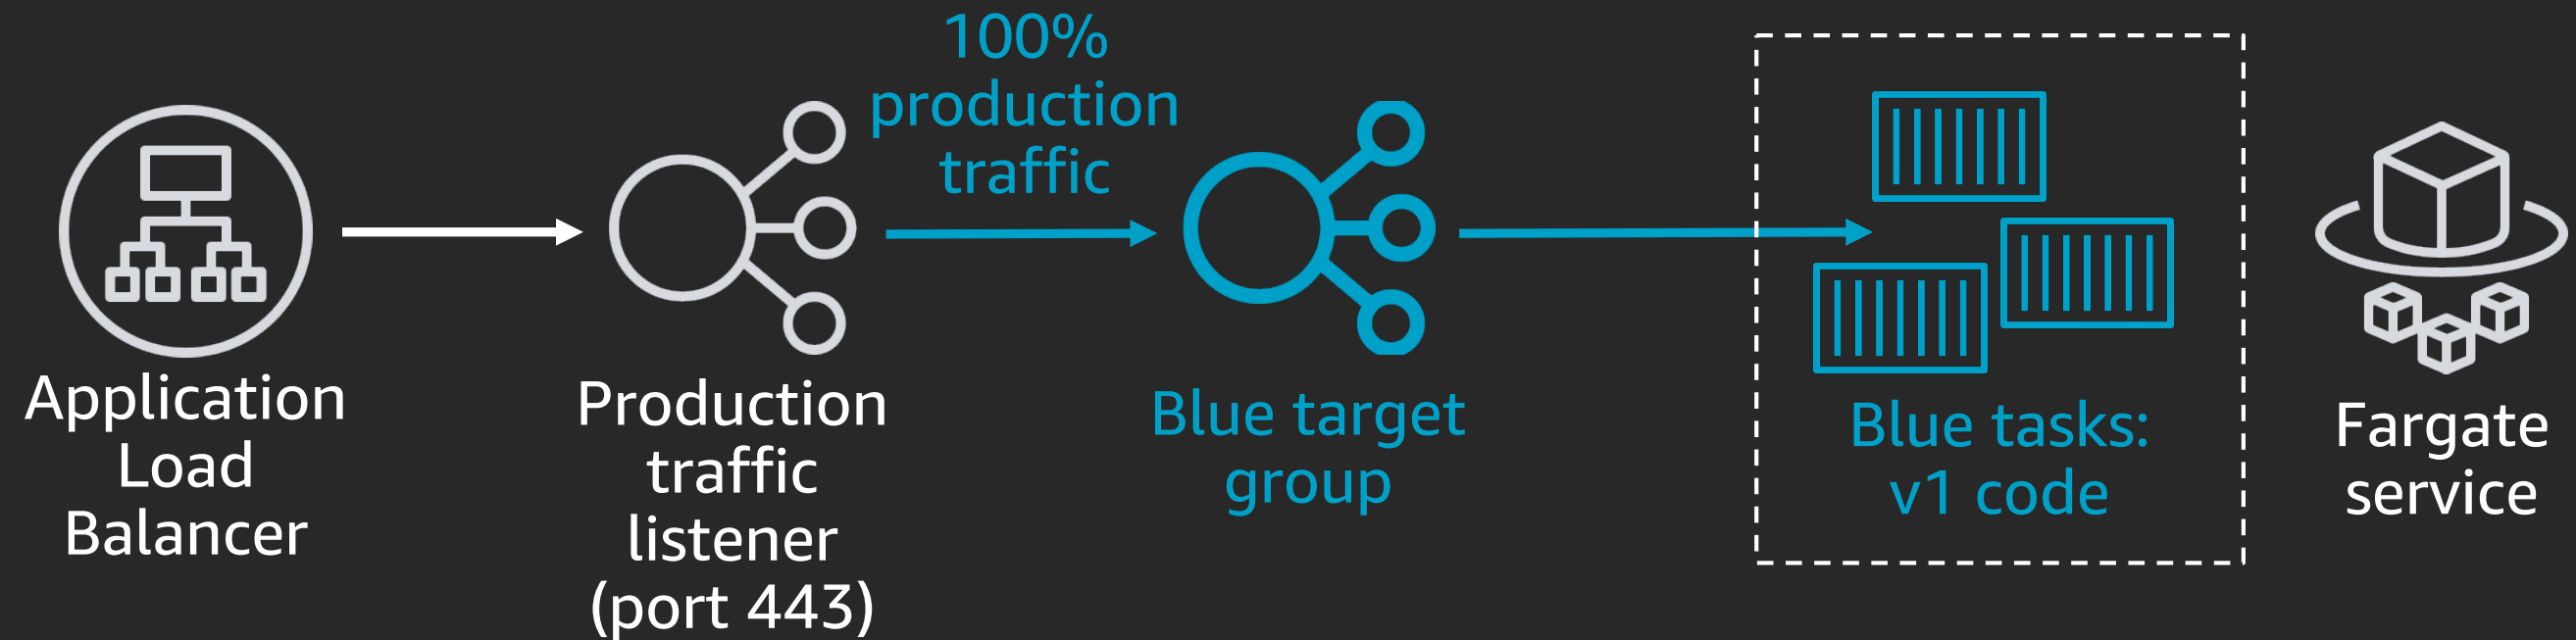 100%
production
traffic
Application
Load
Balancer
Production
traffic
listener
(port 443)
Blue target
group
Blue tasks:
v1 code
Fargate
service